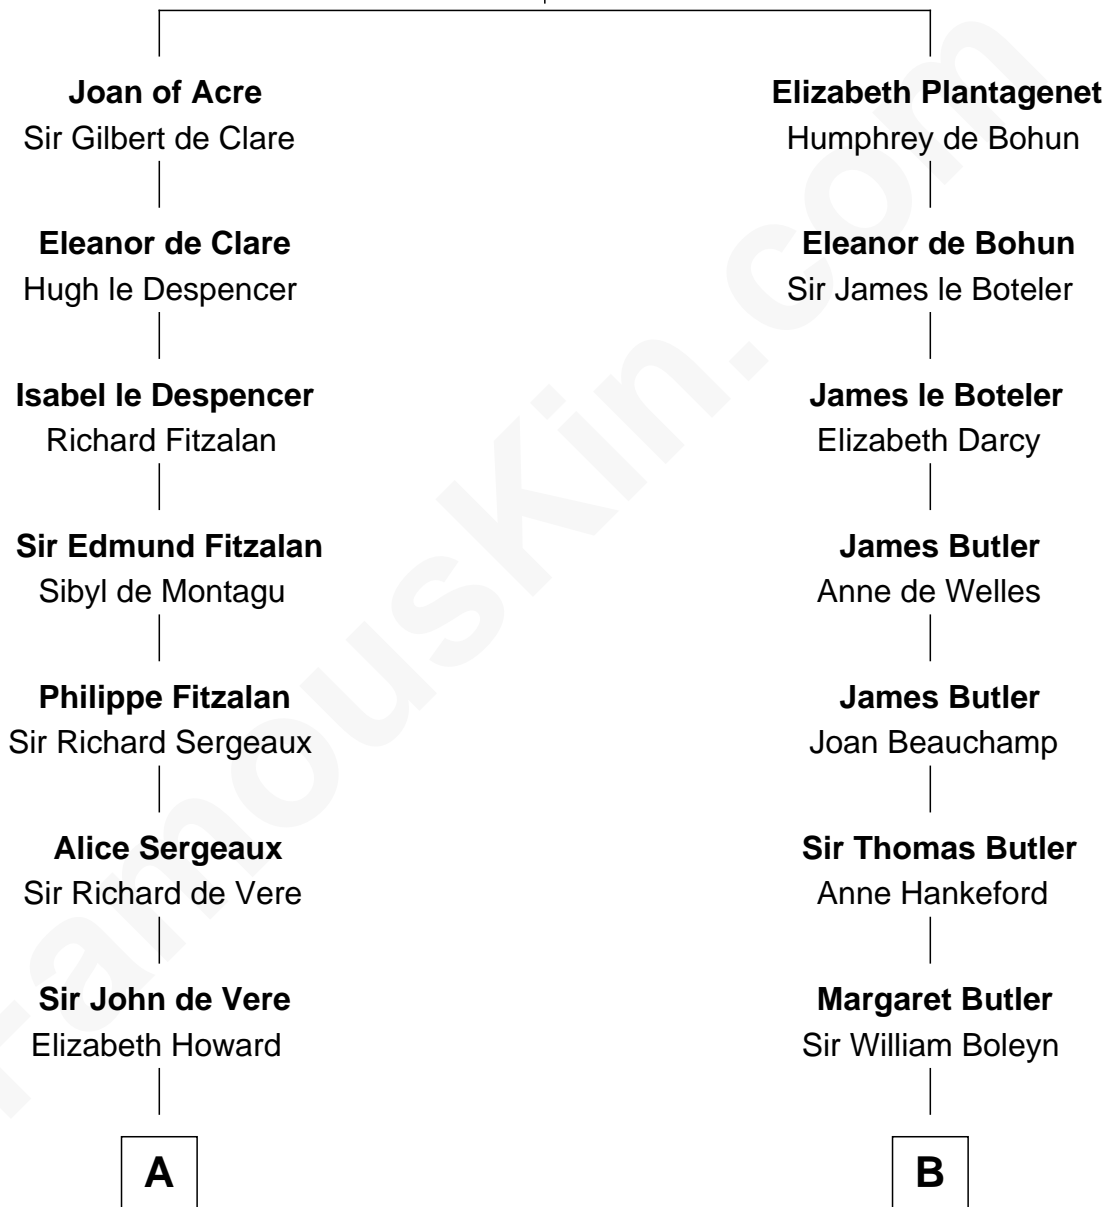 Joan of Acre
Sir Gilbert de Clare
Eleanor de Clare
Hugh le Despencer
Isabel le Despencer
Richard Fitzalan
Sir Edmund Fitzalan
Sibyl de Montagu
Philippe Fitzalan
Sir Richard Sergeaux
Alice Sergeaux
Sir Richard de Vere
Sir John de Vere
Elizabeth Howard
A
Elizabeth Plantagenet
Humphrey de Bohun
Eleanor de Bohun
Sir James le Boteler
James le Boteler
Elizabeth Darcy
James Butler
Anne de Welles
James Butler
Joan Beauchamp
Sir Thomas Butler
Anne Hankeford
Margaret Butler
Sir William Boleyn
B
FamousKin.com